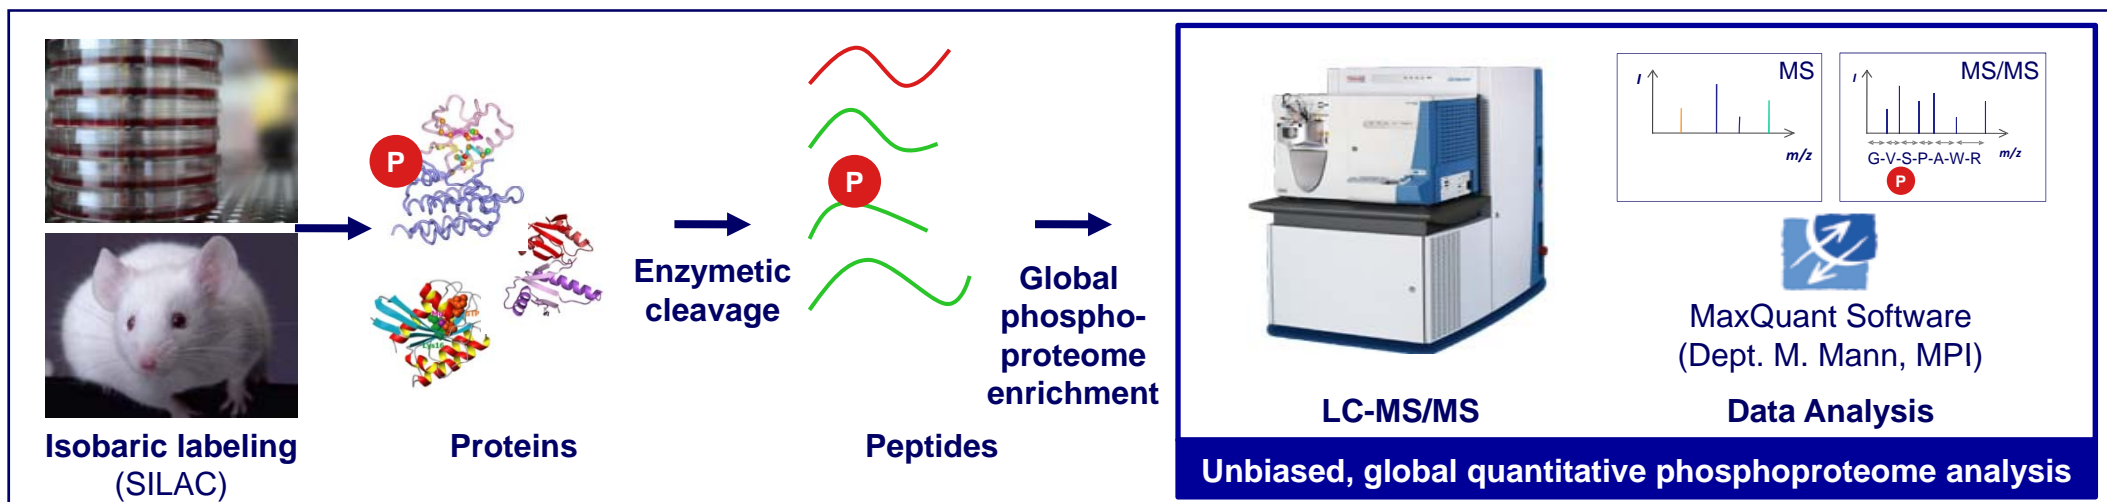 Isobaric labeling
(SILAC)
P
Proteins
Enzymetic
cleavage
P
Peptides
Global
phospho-
proteome
enrichment
LC-MS/MS
I
MS
m/z
I
MS/MS
m/z
G-V-S-P-A-W-R
P
MaxQuant Software
(Dept. M. Mann, MPI)
Data Analysis
Unbiased, global quantitative phosphoproteome analysis